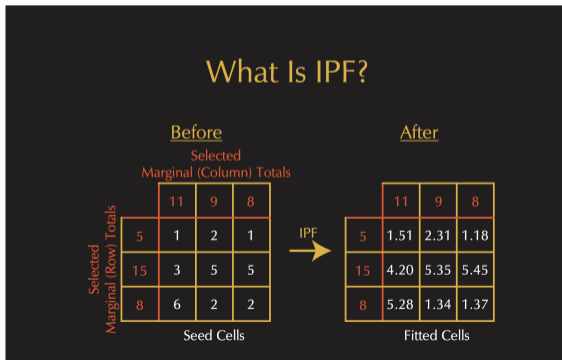 What Is IPF?
Before
Selected
Marginal (Column) Totals
Selected
Marginal (Row) Totals
11 9 8
5 1 2 1
15 3 5 5
8 6 2 2
Seed Cells
IPF
After
11 9 8
5 1.51 2.31 1.18
15 4.20 5.35 5.45
8 5.28 1.34 1.37
Fitted Cells